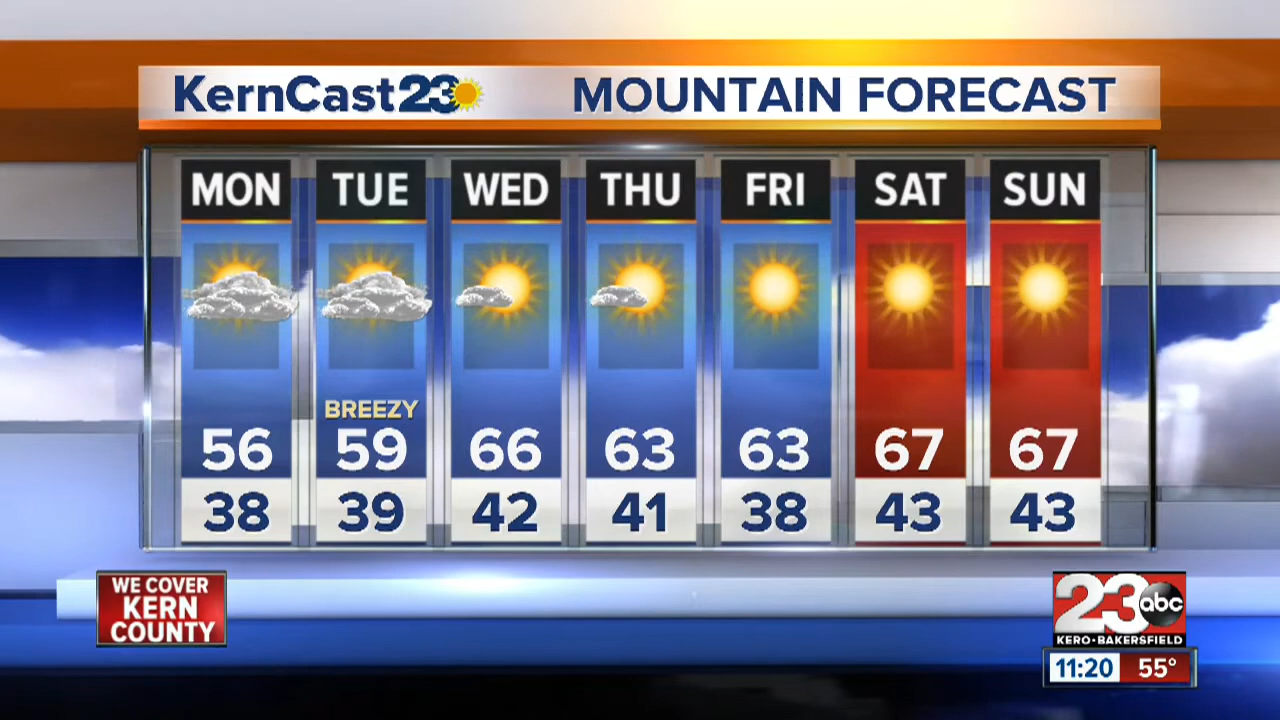 KernCast23
MOUNTAIN FORECAST
MON TUE WED THU FRI SAT SUN
BREEZY
56 59 66 63 63 67 67
38 39 42 41 38 43 43
WE COVER
KERN
COUNTY
23 abc
KERO•BAKERSFIELD
11:20 55°